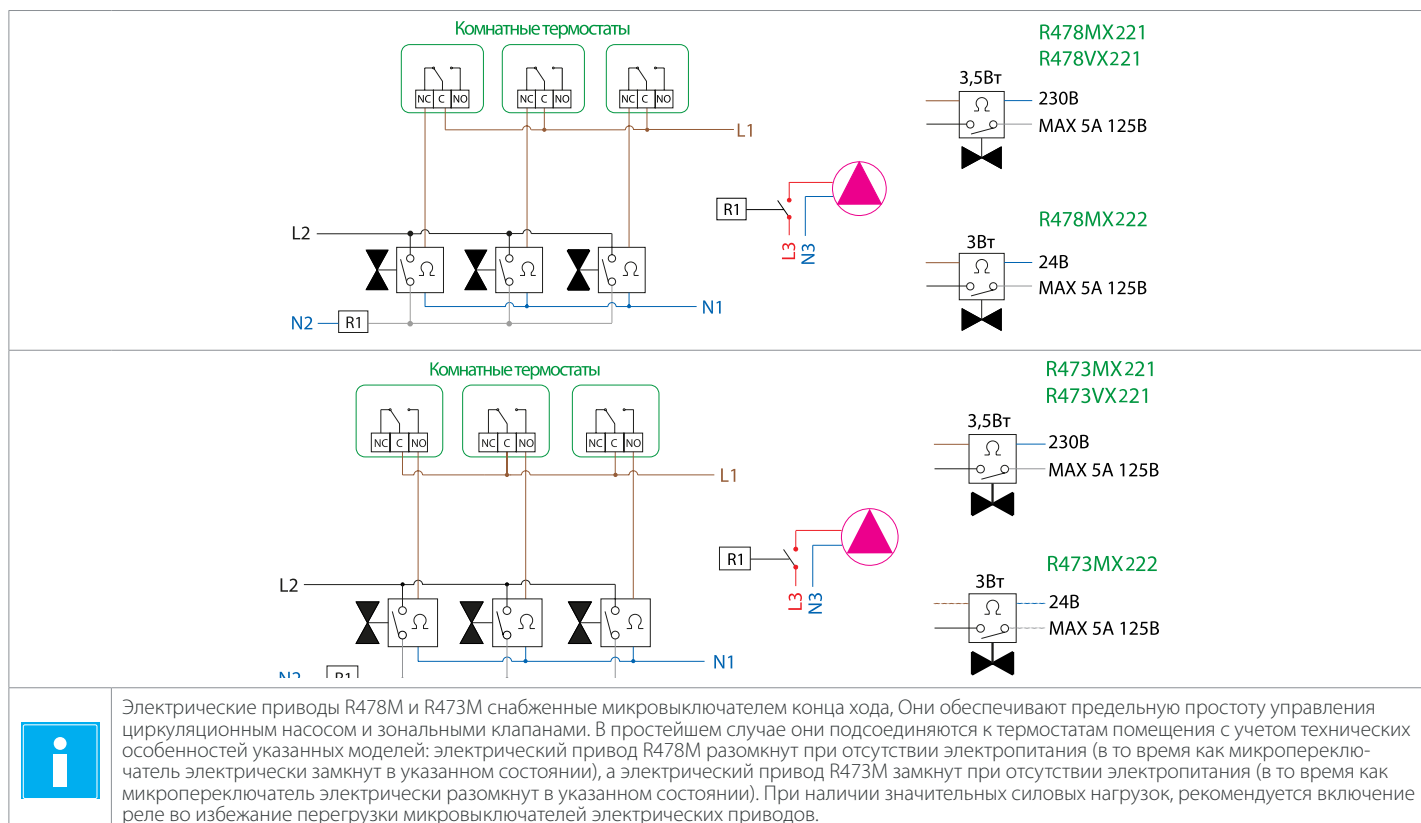 Комнатные термостаты
R478MX221
R478VX221
3,5Вт
NC C NO
NC C NO
NC C NO
Ω
230В
MAX 5A 125В
L1
R1
L3
N3
R478MX222
L2
3Вт
Ω
Ω
Ω
Ω
24В
MAX 5A 125В
N1
N2
R1
Комнатные термостаты
R473MX221
R473VX221
3,5Вт
NC C NO
NC C NO
NC C NO
Ω
230В
MAX 5A 125В
L1
R1
L3
N3
R473MX222
L2
3Вт
Ω
Ω
Ω
Ω
24В
MAX 5A 125В
N1
N2
R1
Электрические приводы R478M и R473M снабженные микровыключателем конца хода, Они обеспечивают предельную простоту управления
циркуляционным насосом и зональными клапанами. В простейшем случае они подсоединяются к термостатам помещения с учетом технических
особенностей указанных моделей: электрический привод R478M разомкнут при отсутствии электропитания (в то время как микропереклю-
чатель электрически замкнут в указанном состоянии), а электрический привод R473M замкнут при отсутствии электропитания (в то время как
микропереключатель электрически разомкнут в указанном состоянии). При наличии значительных силовых нагрузок, рекомендуется включение
реле во избежание перегрузки микровыключателей электрических приводов.